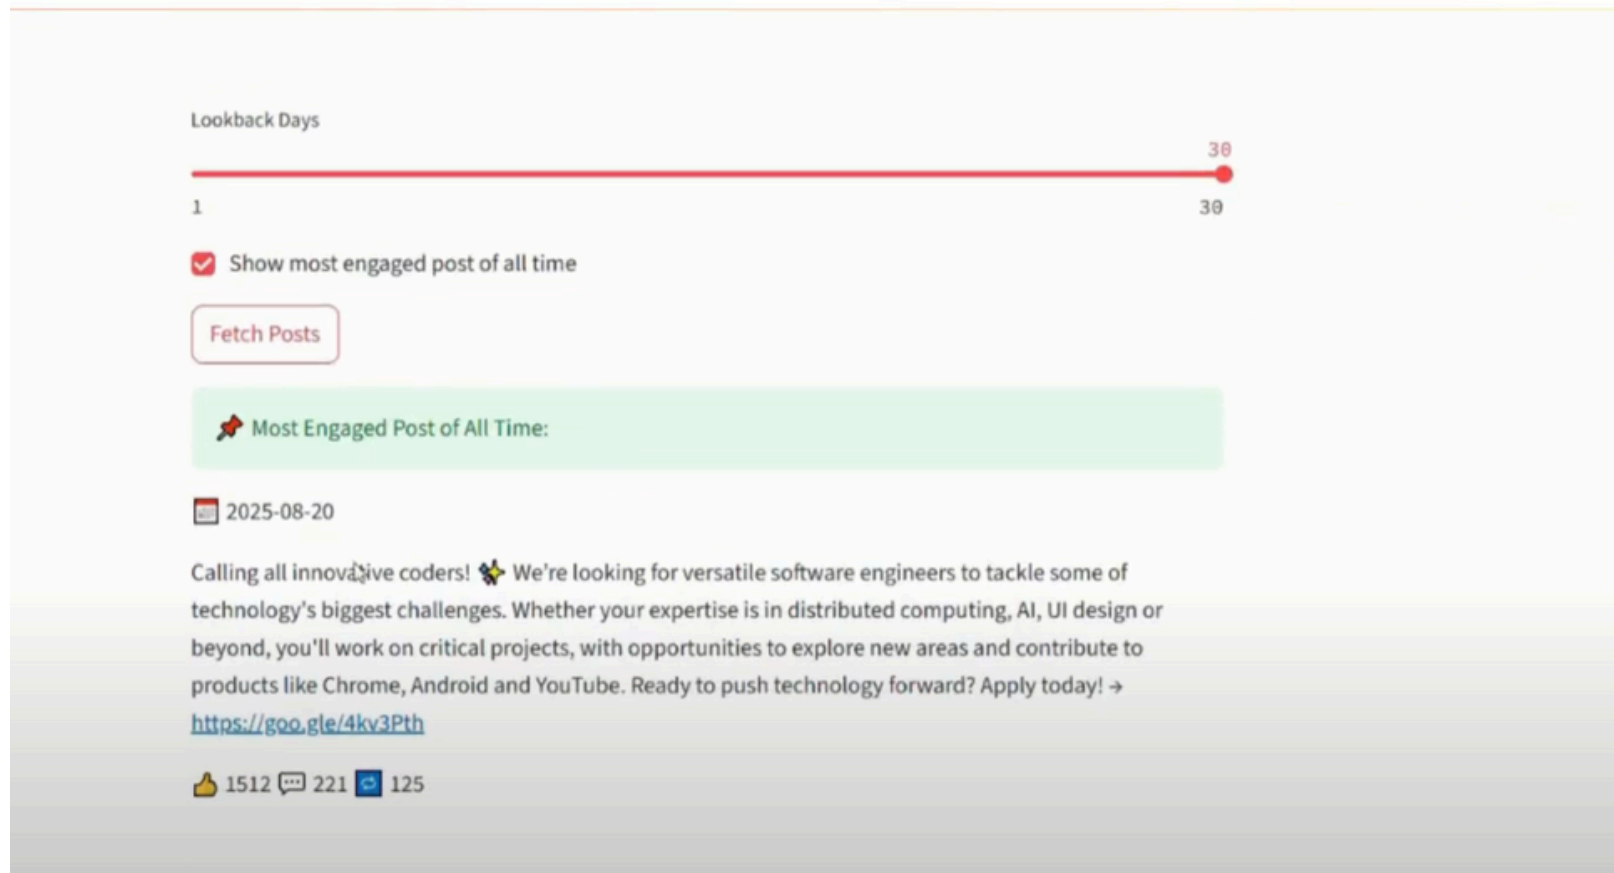 Lookback Days
30
1
30
Show most engaged post of all time
Fetch Posts
Most Engaged Post of All Time:
2025-08-20
Calling all innovative coders! ✨ We're looking for versatile software engineers to tackle some of
technology's biggest challenges. Whether your expertise is in distributed computing, AI, UI design or
beyond, you'll work on critical projects, with opportunities to explore new areas and contribute to
products like Chrome, Android and YouTube. Ready to push technology forward? Apply today! →
https://goo.gle/4kv3Pth
1512 221 125